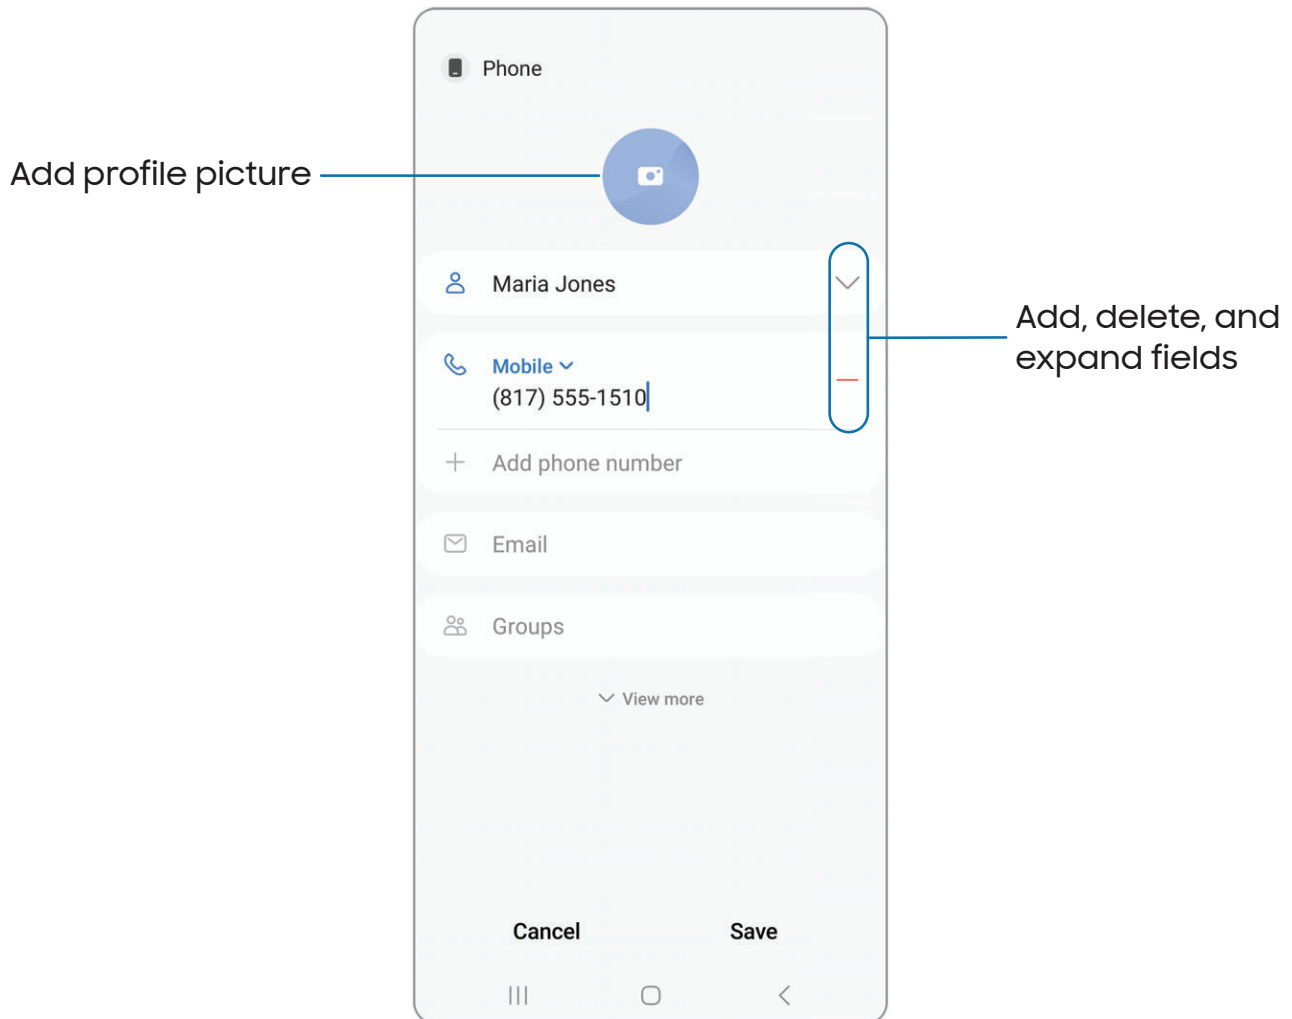 Phone
Add profile picture
Maria Jones
Add, delete, and
expand fields
Mobile
(817) 555-1510
Add phone number
Email
Groups
View more
Cancel
Save